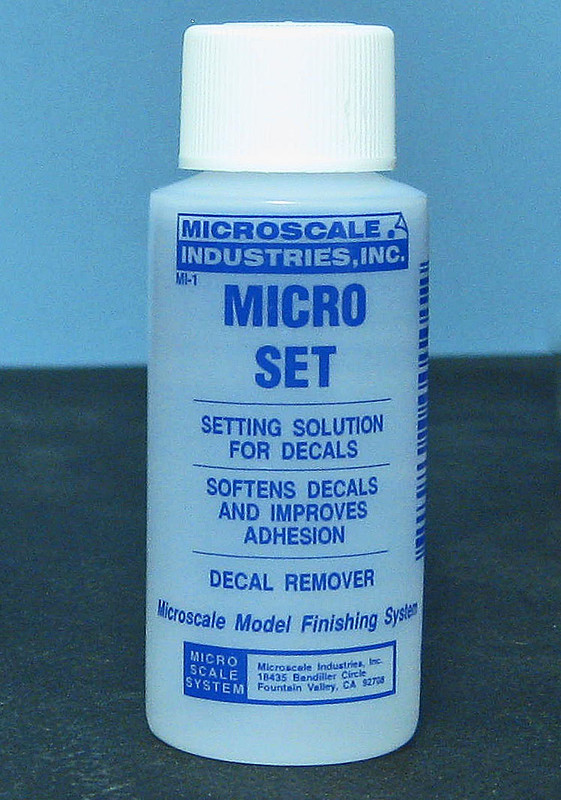 MICROSCALE
INDUSTRIES, INC.
MI-1
MICRO
SET
SETTING SOLUTION
FOR DECALS
SOFTENS DECALS
AND IMPROVES
ADHESION
DECAL REMOVER
Microscale Model Finishing System
MICRO
SCALE
SYSTEM
Microscale Industries, Inc.
18435 Bandilier Circle
Fountain Valley, CA 92708